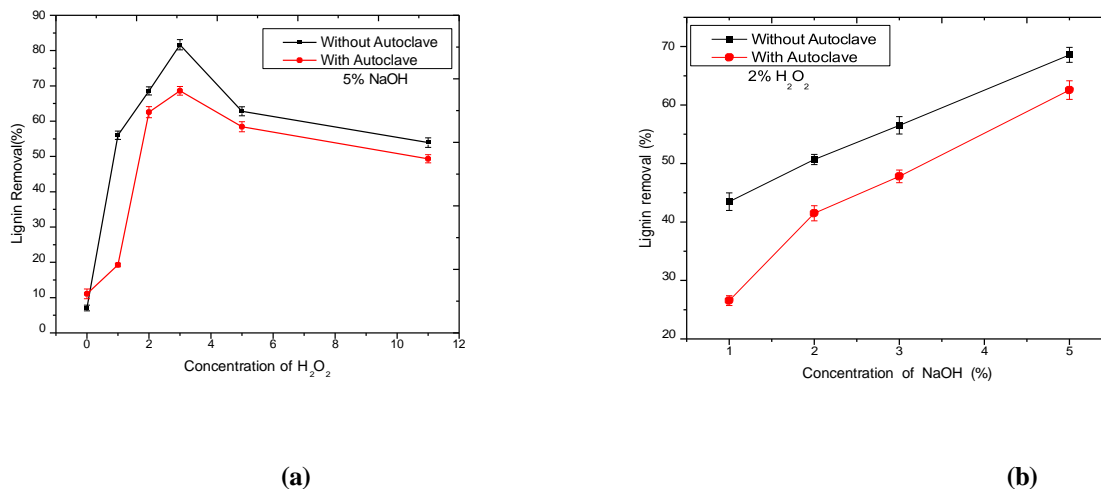 90
80
70
60
50
40
30
20
10
0
Lignin Removal(%)
Without Autoclave
With Autoclave
5% NaOH
0 2 4 6 8 10 12
Concentration of H₂O₂
(a)
70
60
50
40
30
20
Lignin removal (%)
Without Autoclave
With Autoclave
2% H₂O₂
1 2 3 4 5
Concentration of NaOH (%)
(b)